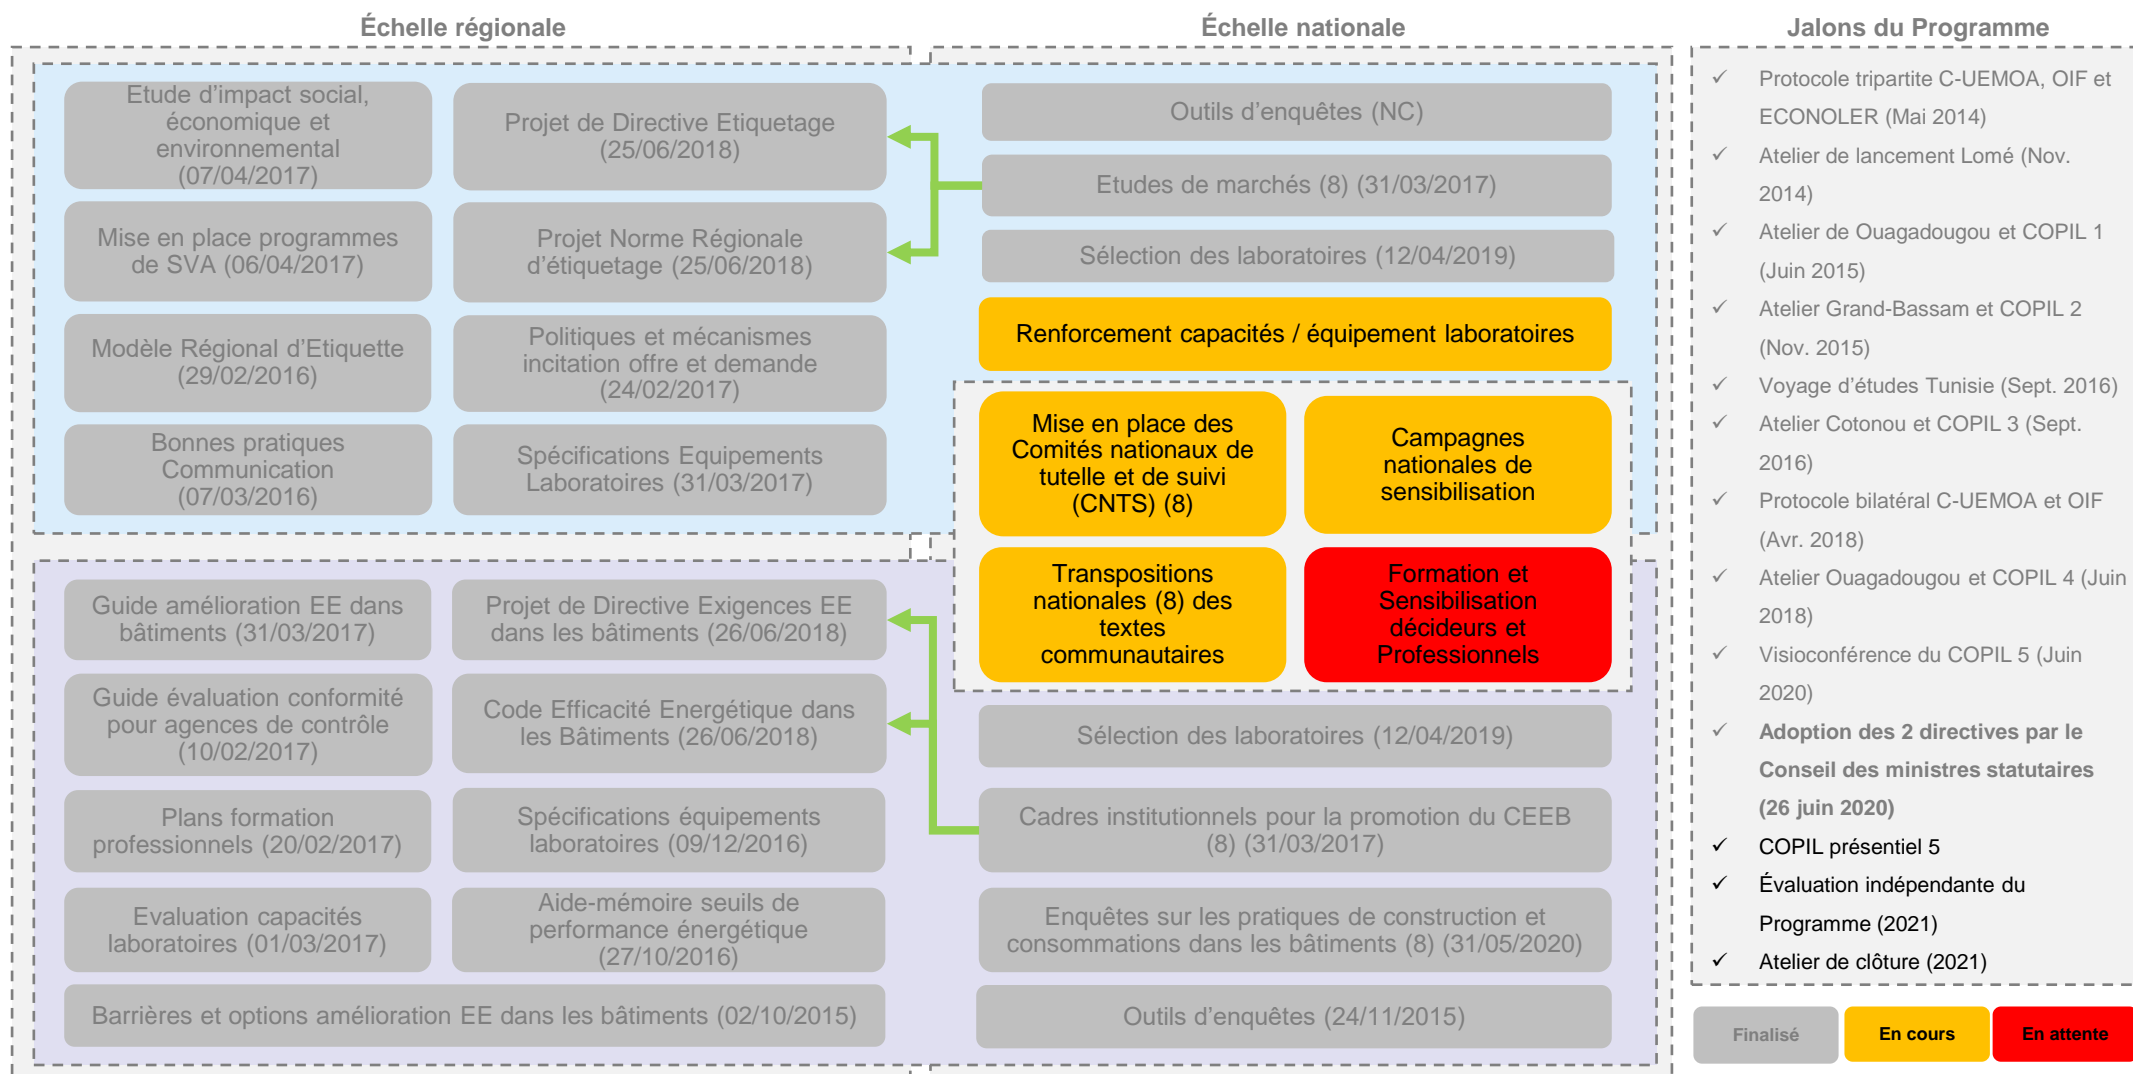 Échelle régionale
Échelle nationale
Jalons du Programme
Etude d'impact social,
économique et
environnemental
(07/04/2017)
Projet de Directive Etiquetage
(25/06/2018)
Mise en place programmes
de SVA (06/04/2017)
Projet Norme Régionale
d'étiquetage (25/06/2018)
Modèle Régional d'Etiquette
(29/02/2016)
Politiques et mécanismes
incitation offre et demande
(24/02/2017)
Bonnes pratiques
Communication
(07/03/2016)
Spécifications Equipements
Laboratoires (31/03/2017)
Outils d'enquêtes (NC)
Etudes de marchés (8) (31/03/2017)
Sélection des laboratoires (12/04/2019)
Renforcement capacités / équipement laboratoires
Mise en place des
Comités nationaux de
tutelle et de suivi
(CNTS) (8)
Campagnes
nationales de
sensibilisation
Transpositions
nationales (8) des
textes
communautaires
Formation et
Sensibilisation
décideurs et
Professionnels
Guide amélioration EE dans
bâtiments (31/03/2017)
Projet de Directive Exigences EE
dans les bâtiments (26/06/2018)
Guide évaluation conformité
pour agences de contrôle
(10/02/2017)
Code Efficacité Energétique dans
les Bâtiments (26/06/2018)
Plans formation
professionnels (20/02/2017)
Spécifications équipements
laboratoires (09/12/2016)
Evaluation capacités
laboratoires (01/03/2017)
Aide-mémoire seuils de
performance énergétique
(27/10/2016)
Barrières et options amélioration EE dans les bâtiments (02/10/2015)
Sélection des laboratoires (12/04/2019)
Cadres institutionnels pour la promotion du CEEB
(8) (31/03/2017)
Enquêtes sur les pratiques de construction et
consommations dans les bâtiments (8) (31/05/2020)
Outils d'enquêtes (24/11/2015)
✓ Protocole tripartite C-UEMOA, OIF et
ECONOLER (Mai 2014)
✓ Atelier de lancement Lomé (Nov.
2014)
✓ Atelier de Ouagadougou et COPIL 1
(Juin 2015)
✓ Atelier Grand-Bassam et COPIL 2
(Nov. 2015)
✓ Voyage d'études Tunisie (Sept. 2016)
✓ Atelier Cotonou et COPIL 3 (Sept.
2016)
✓ Protocole bilatéral C-UEMOA et OIF
(Avr. 2018)
✓ Atelier Ouagadougou et COPIL 4 (Juin
2018)
✓ Visioconférence du COPIL 5 (Juin
2020)
✓ Adoption des 2 directives par le
Conseil des ministres statutaires
(26 juin 2020)
✓ COPIL présentiel 5
✓ Évaluation indépendante du
Programme (2021)
✓ Atelier de clôture (2021)
Finalisé
En cours
En attente